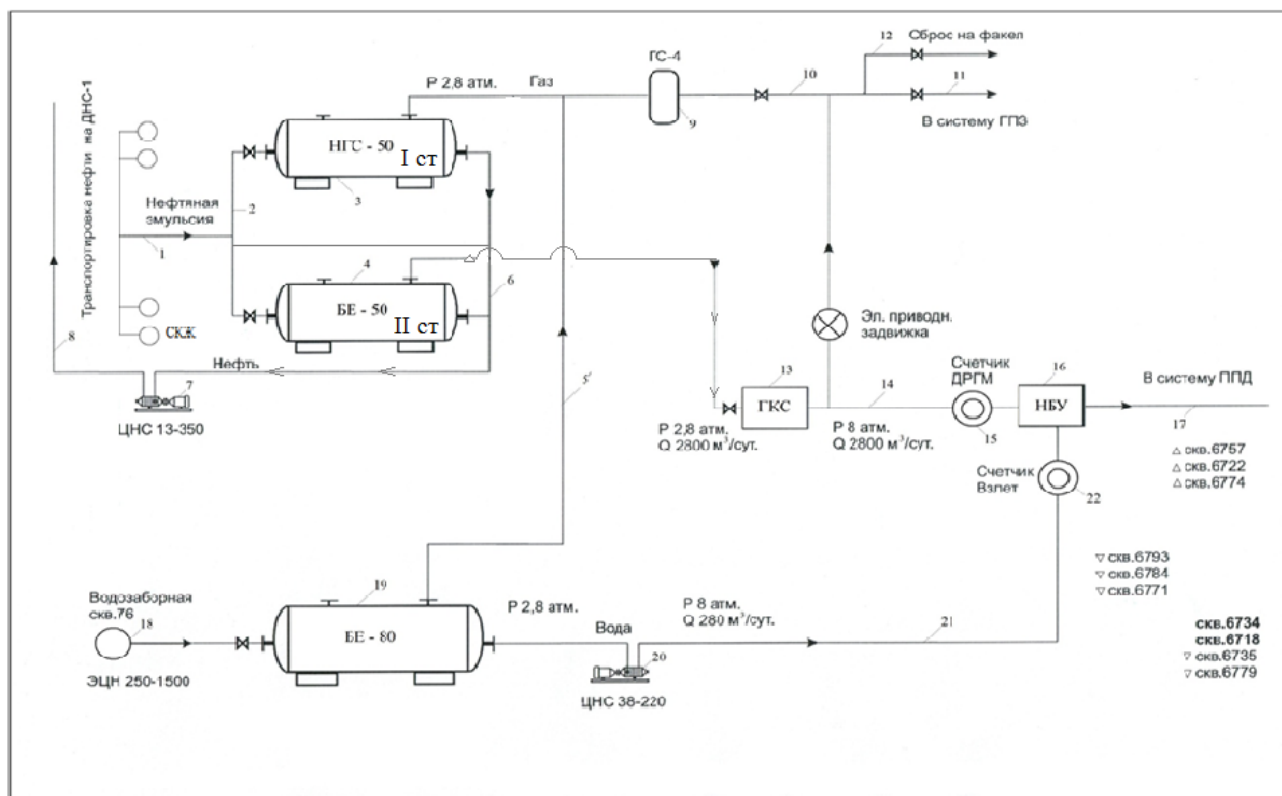 12
Сброс на факел
ГС-4
Р 2,8 ати.
Газ
10
11
9
В систему ГПЭ
Транспортировка нефти на ДНС-1
НГС - 50
I ст
3
Нефтяная
эмульсия
2
1
4
6
БЕ - 50
II ст
СКЖ
8
Эл. приводн.
задвижка
Нефть
7
ЦНС 13-350
5
13
ГКС
14
Счетчик
ДРГМ
15
16
НБУ
В систему ППД
17
Р 2,8 атм.
Q 2800 м³/сут.
Р 8 атм.
Q 2800 м³/сут.
△ скв.6757
△ скв.6722
△ скв.6774
Счетчик
Взлет
22
▽ скв.6793
▽ скв.6784
▽ скв.6771
скв.6734
скв.6718
▽ скв.6735
▽ скв.6779
Водозаборная
скв.76
18
ЭЦН 250-1500
19
БЕ - 80
Р 2,8 атм.
Вода
Р 8 атм.
Q 280 м³/сут.
20
21
ЦНС 38-220